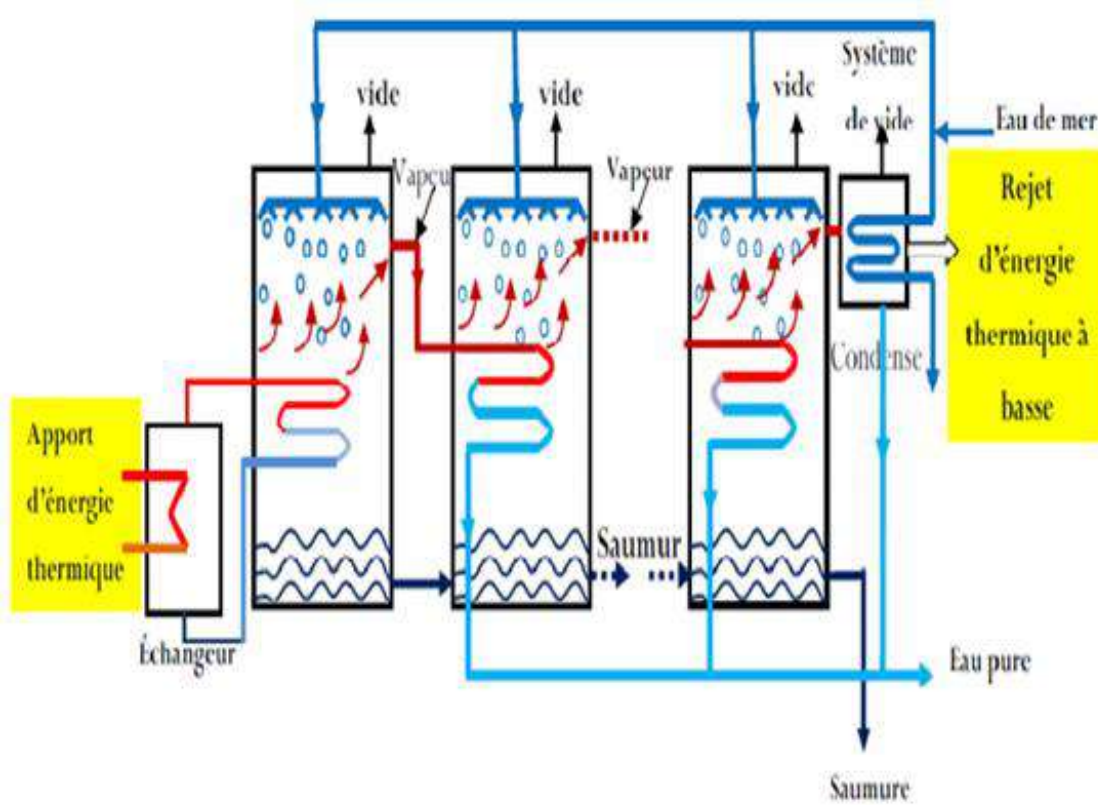 Système
de vide
vide
vide
vidc
Eau de mer
Vapeu
Vapeur
Rejet
d'énergie
thermique à
basse
Condense
Apport
d'énergie
thermique
Saumur
Échangeur
Eau pure
Saumure